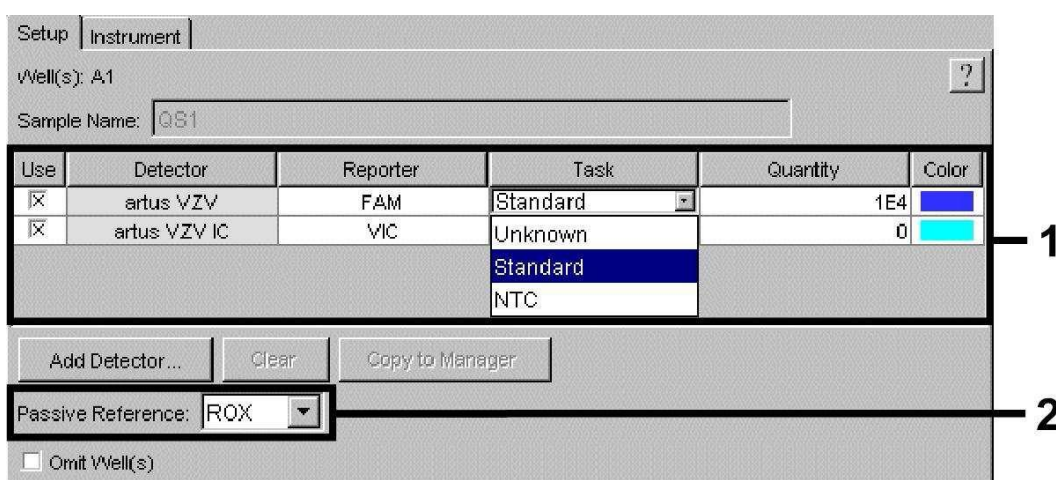 Setup Instrument
Well(s): A1
?
Sample Name: QS1
Use Detector Reporter Task Quantity Color
artus VZV FAM Standard 1E4
artus VZV IC VIC Unknown 0
Standard
NTC
1
Add Detector... Clear Copy to Manager
Passive Reference: ROX
2
Omit Well(s)